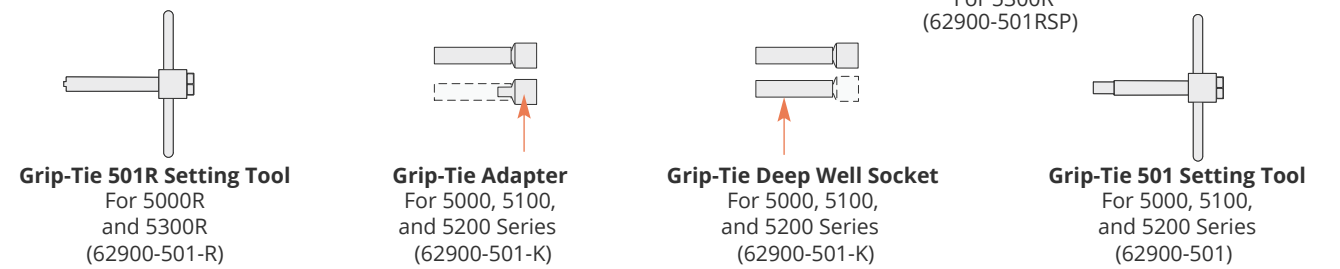 For 5300R
(62900-501RSP)
Grip-Tie 501R Setting Tool
For 5000R
and 5300R
(62900-501-R)
Grip-Tie Adapter
For 5000, 5100,
and 5200 Series
(62900-501-K)
Grip-Tie Deep Well Socket
For 5000, 5100,
and 5200 Series
(62900-501-K)
Grip-Tie 501 Setting Tool
For 5000, 5100,
and 5200 Series
(62900-501)